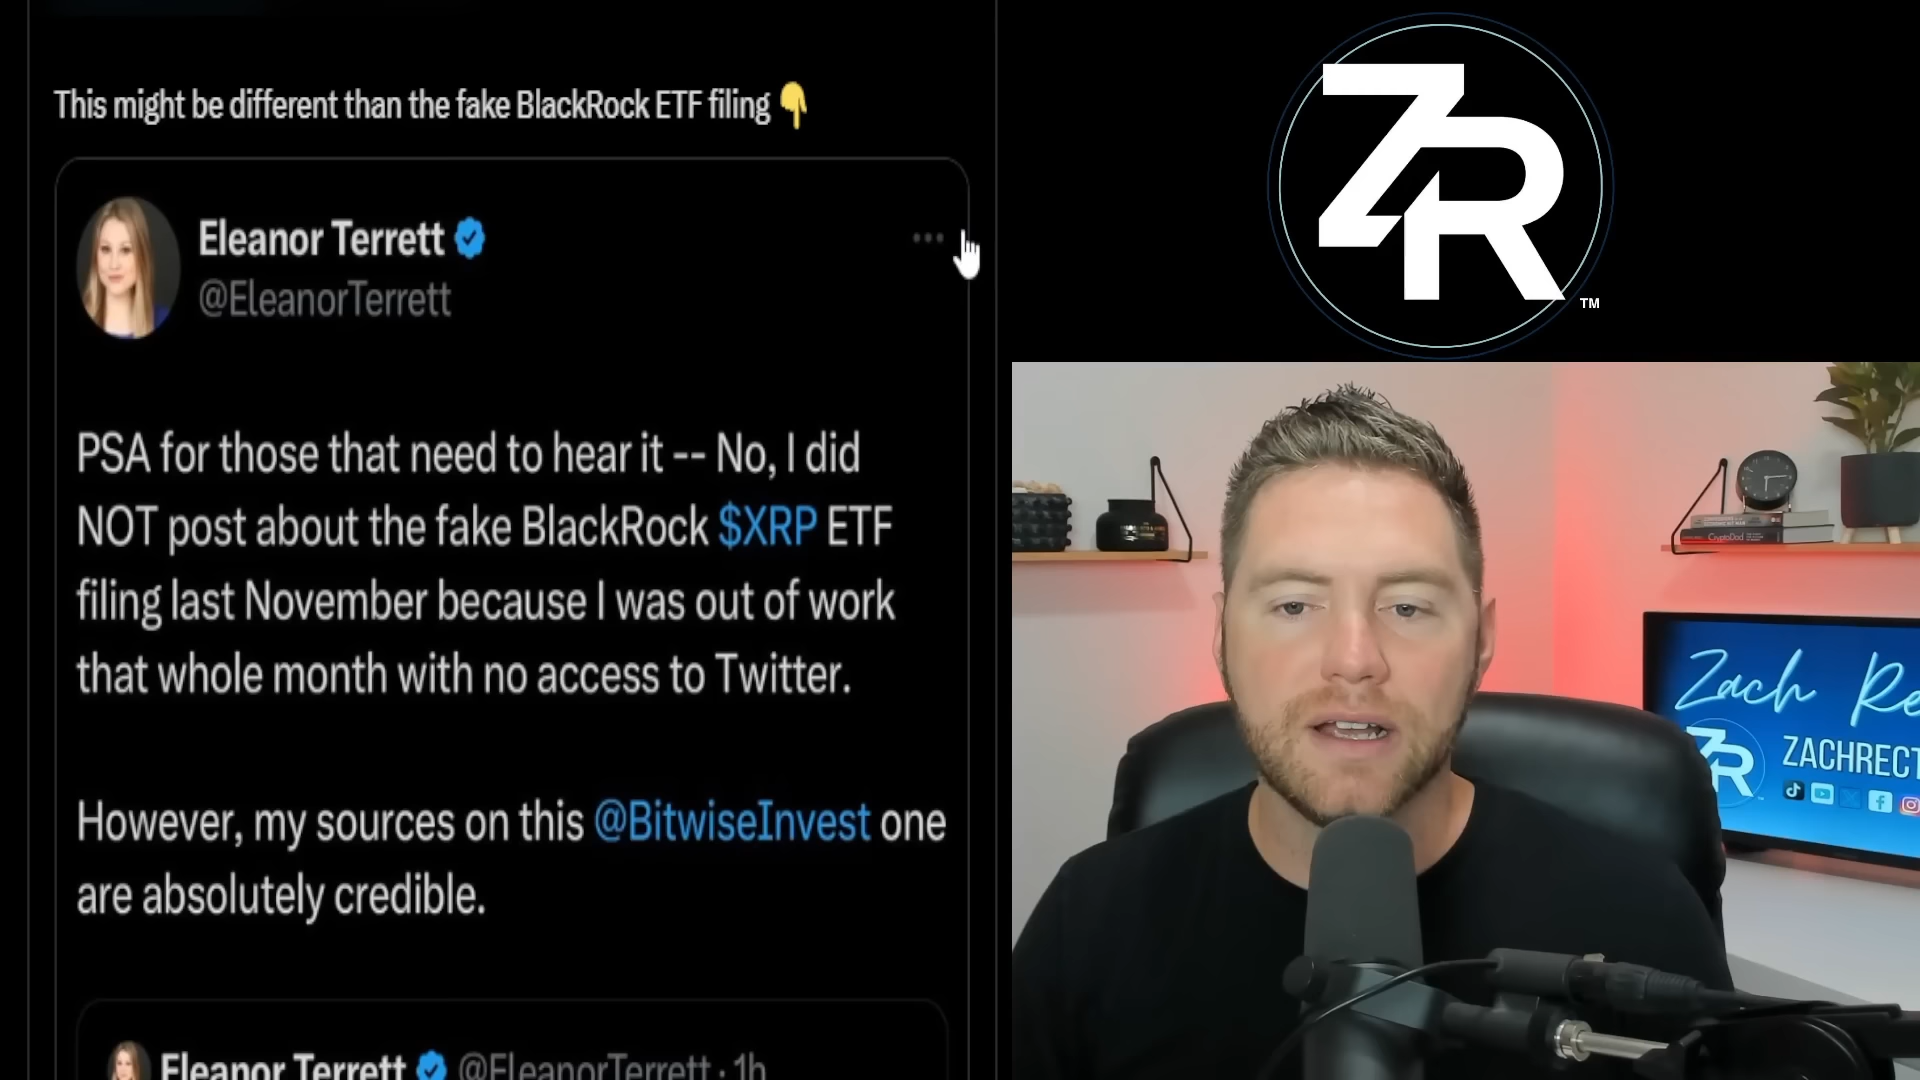 This might be different than the fake BlackRock ETF filing 👇
Eleanor Terrett
@EleanorTerrett
PSA for those that need to hear it -- No, I did
NOT post about the fake BlackRock $XRP ETF
filing last November because I was out of work
that whole month with no access to Twitter.
However, my sources on this @BitwiseInvest one
are absolutely credible.
Eleanor Terrett @EleanorTerrett · 1h
ZR
TM
CryptoDad
Zach Re
ZR
ZACHRECT